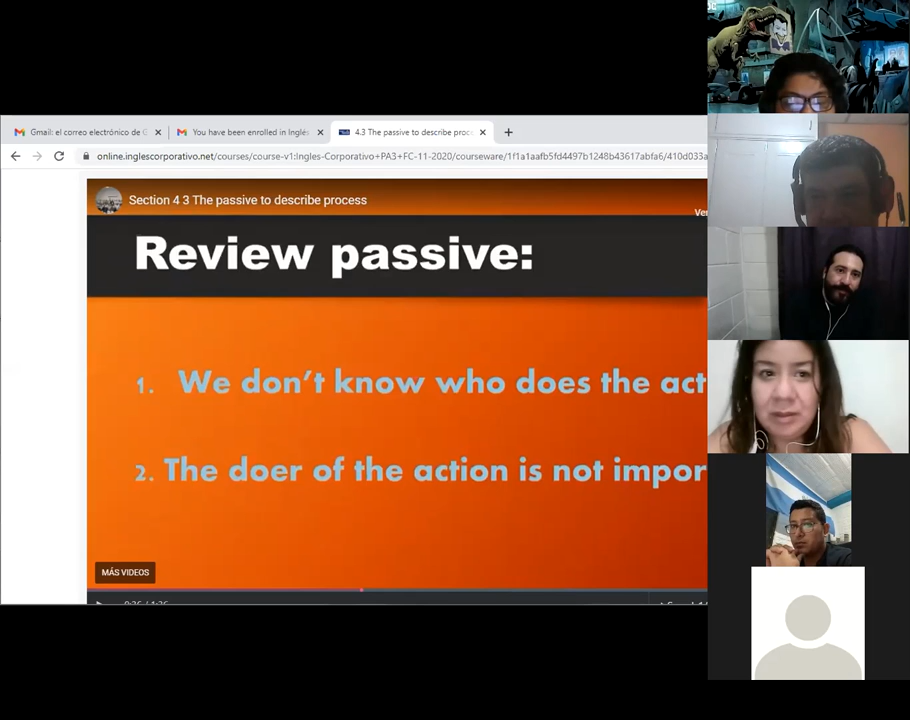 Gmail: el correo electrónico de G
You have been enrolled in Inglés
4.3 The passive to describe proc
online.inglescorporativo.net/courses/course-v1:Ingles-Corporativo+PA3+FC-11-2020/courseware/1f1a1aafb5fd4497b1248b43617abfa6/410d033a
Section 4 3 The passive to describe process
Ver
Review passive:
1. We don't know who does the act
2. The doer of the action is not impor
MÁS VIDEOS